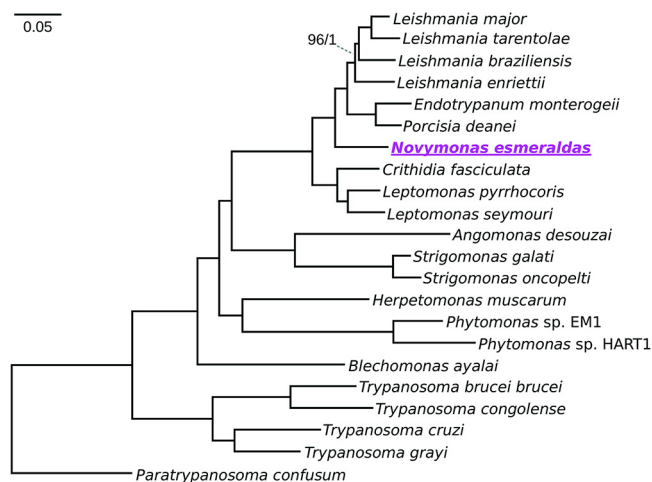 0.05
96/1
Leishmania major
Leishmania tarentolae
Leishmania braziliensis
Leishmania enriettii
Endotrypanum monterogeii
Porcisia deanei
Novymonas esmeraldas
Crithidia fasciculata
Leptomonas pyrrhocoris
Leptomonas seymouri
Angomonas desouzai
Strigomonas galati
Strigomonas oncopelti
Herpetomonas muscarum
Phytomonas sp. EM1
Phytomonas sp. HART1
Blechomonas ayalai
Trypanosoma brucei brucei
Trypanosoma congolense
Trypanosoma cruzi
Trypanosoma grayi
Paratrypanosoma confusum